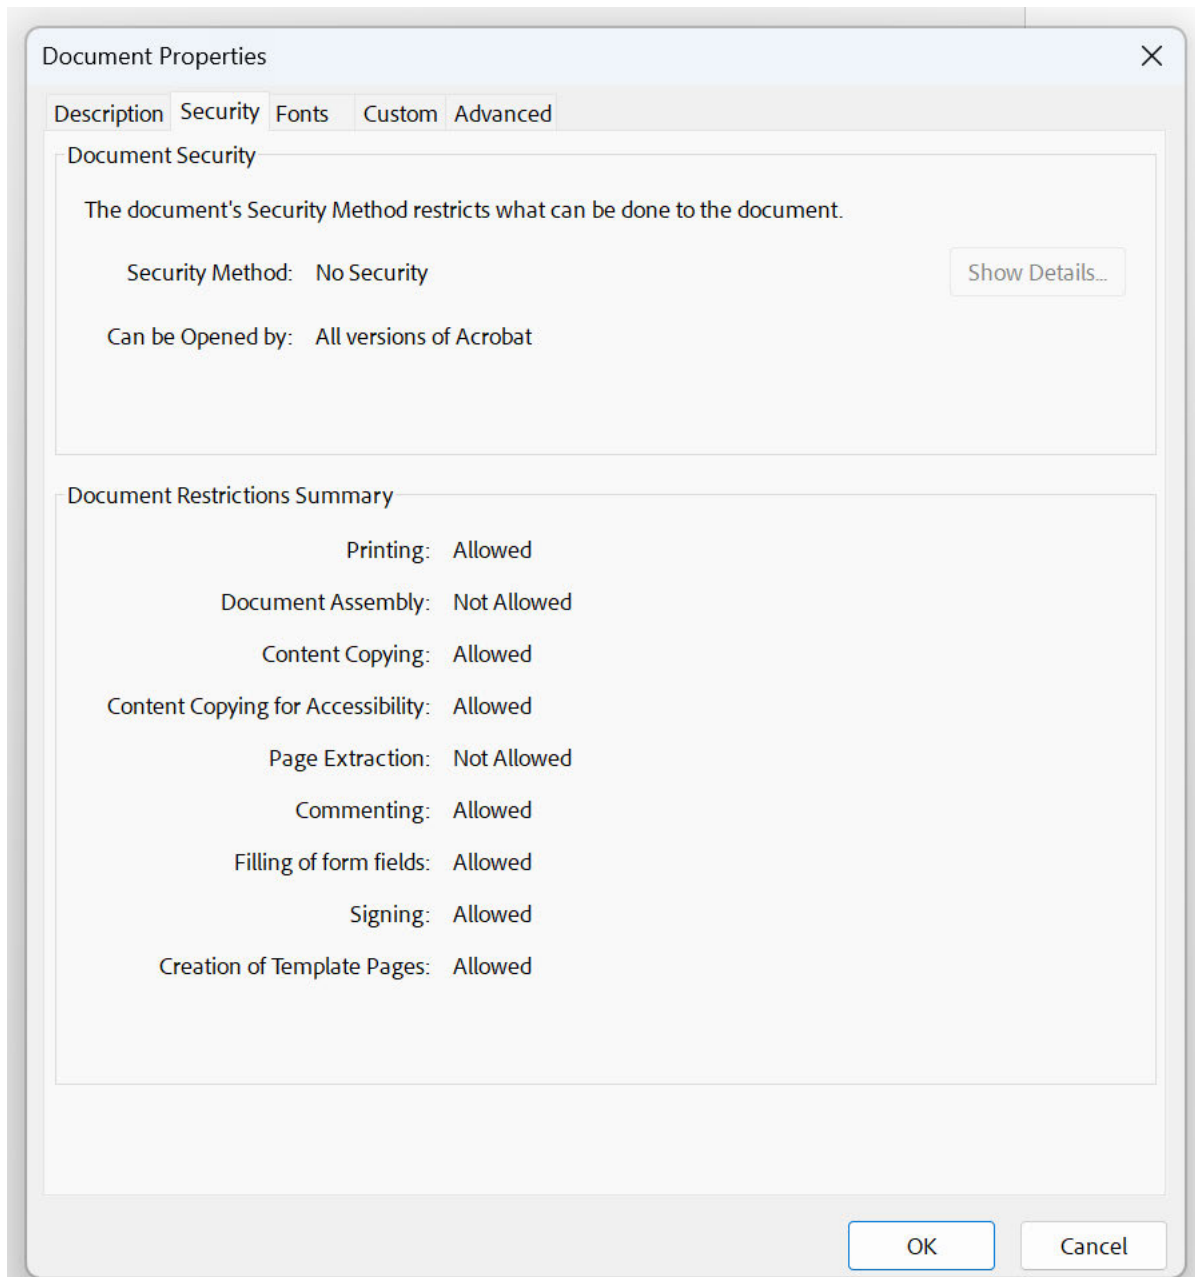 Document Properties
Description Security Fonts Custom Advanced
Document Security
The document's Security Method restricts what can be done to the document.
Security Method: No Security Show Details...
Can be Opened by: All versions of Acrobat
Document Restrictions Summary
Printing: Allowed
Document Assembly: Not Allowed
Content Copying: Allowed
Content Copying for Accessibility: Allowed
Page Extraction: Not Allowed
Commenting: Allowed
Filling of form fields: Allowed
Signing: Allowed
Creation of Template Pages: Allowed
OK Cancel